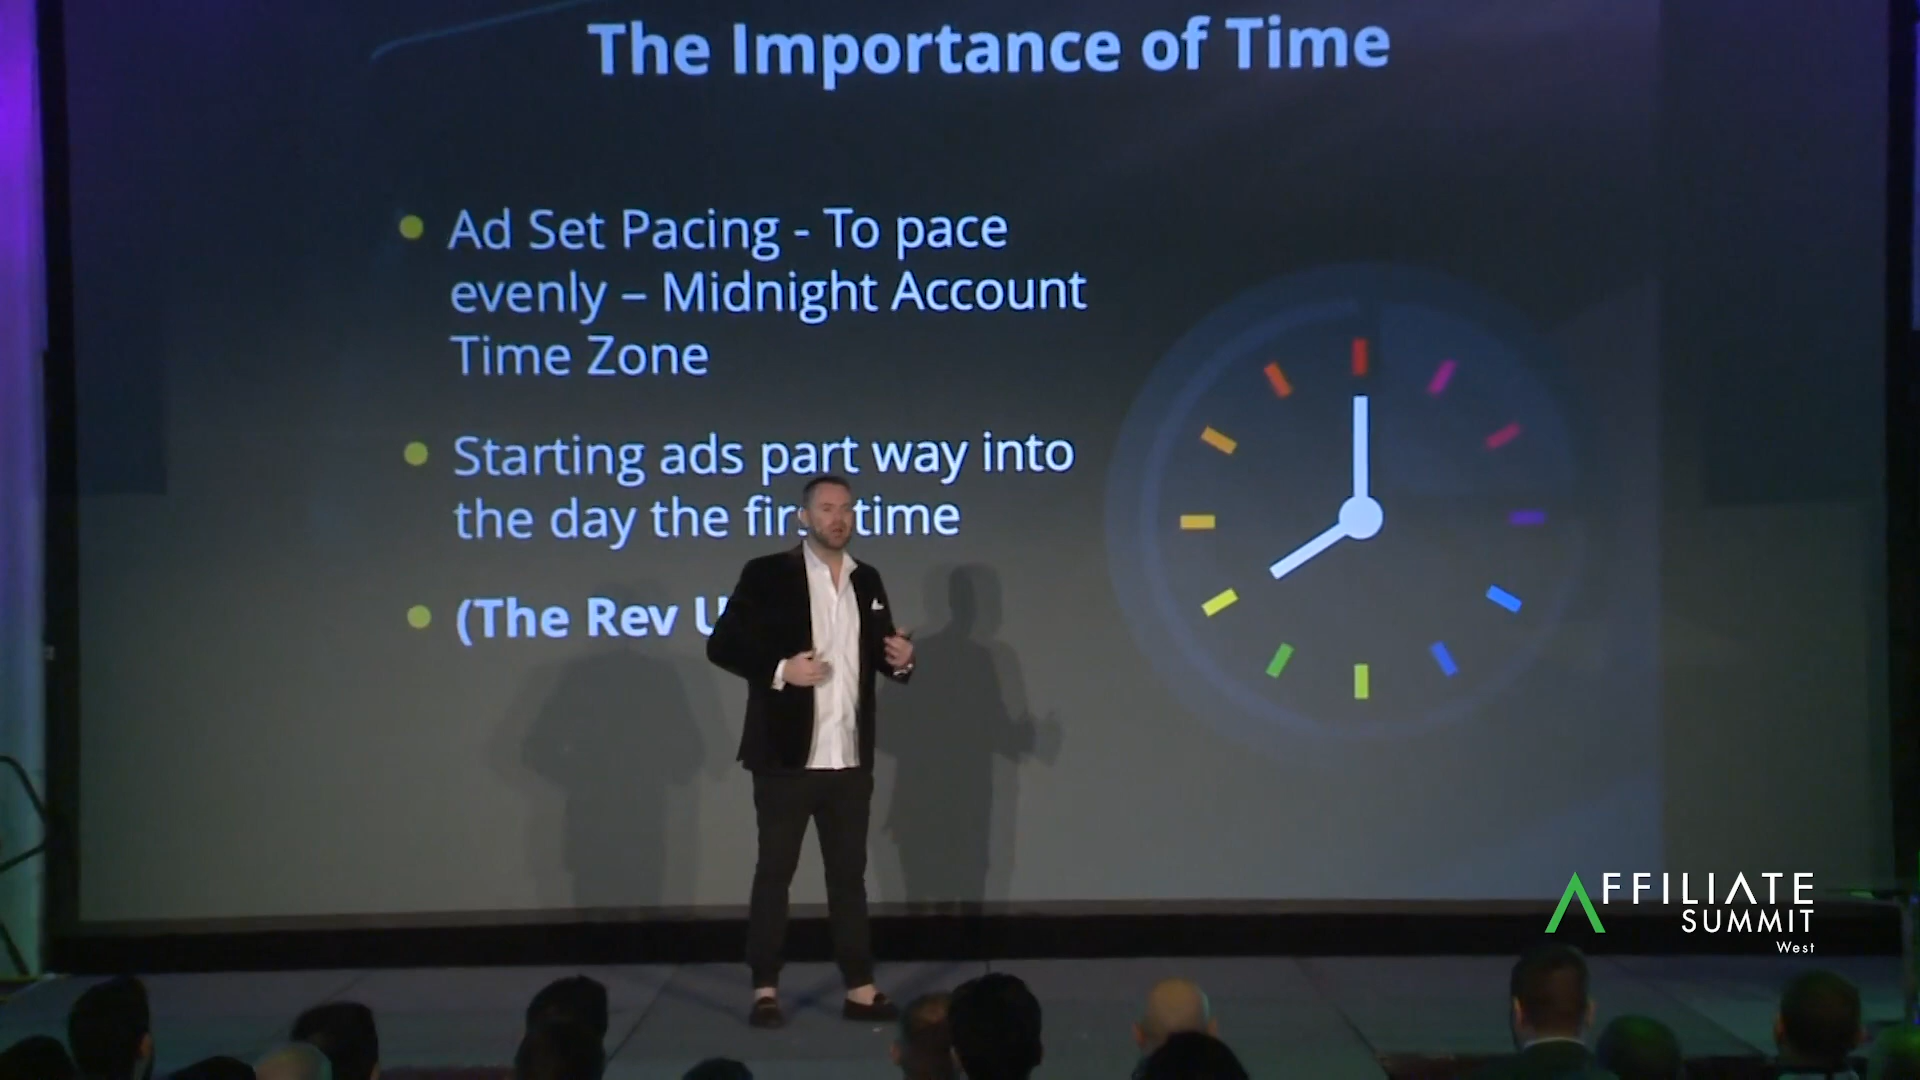 The Importance of Time
Ad Set Pacing - To pace
evenly – Midnight Account
Time Zone
Starting ads part way into
the day the first time
(The Rev
AFFILIATE
SUMMIT
West